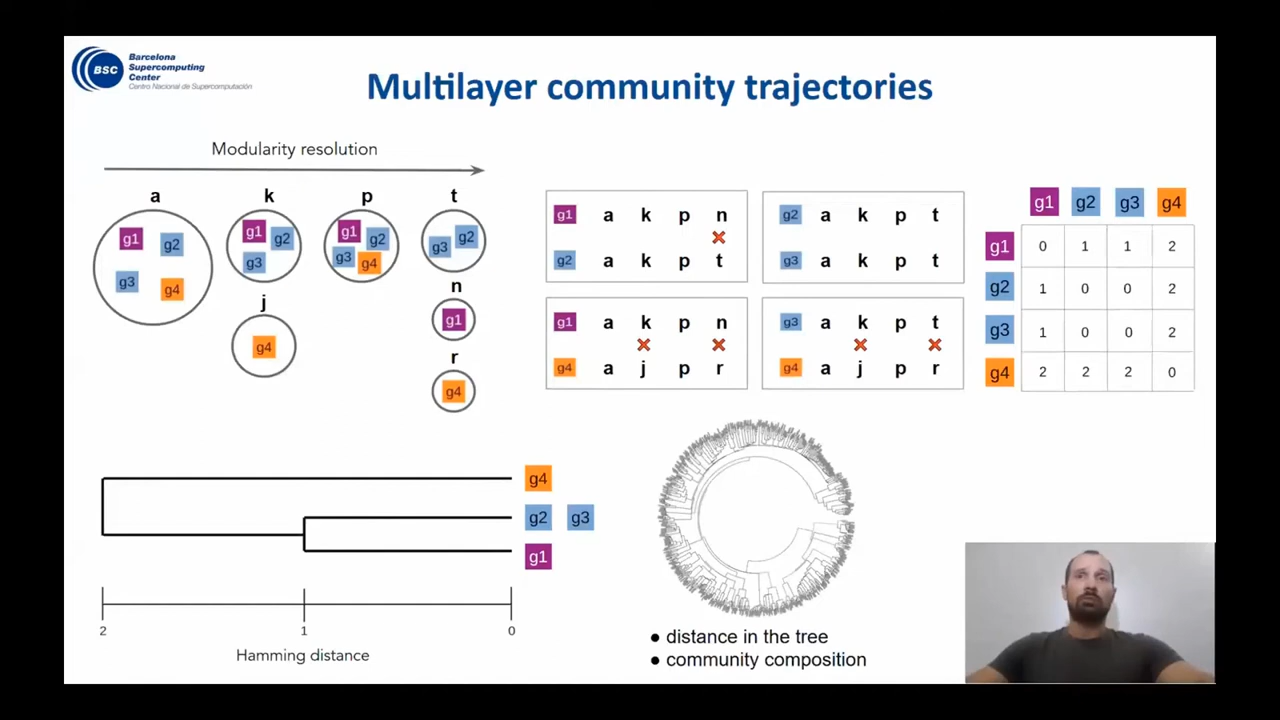 BSC
Barcelona
Supercomputing
Center
Centro Nacional de Supercomputación
Multilayer community trajectories
Modularity resolution
a k p t
g1 g2 g1 g2 g1 g2 g3 g2
g3 g4 g3 g3 g4
j n
g4 g1
r
g4
g1 a k p n
g2 a k p t
g2 a k p t
g3 a k p t
g1 a k p n
g4 a j p r
g3 a k p t
g4 a j p r
g1 g2 g3 g4
g1 0 1 1 2
g2 1 0 0 2
g3 1 0 0 2
g4 2 2 2 0
g4
g2 g3
g1
2 1 0
Hamming distance
● distance in the tree
● community composition